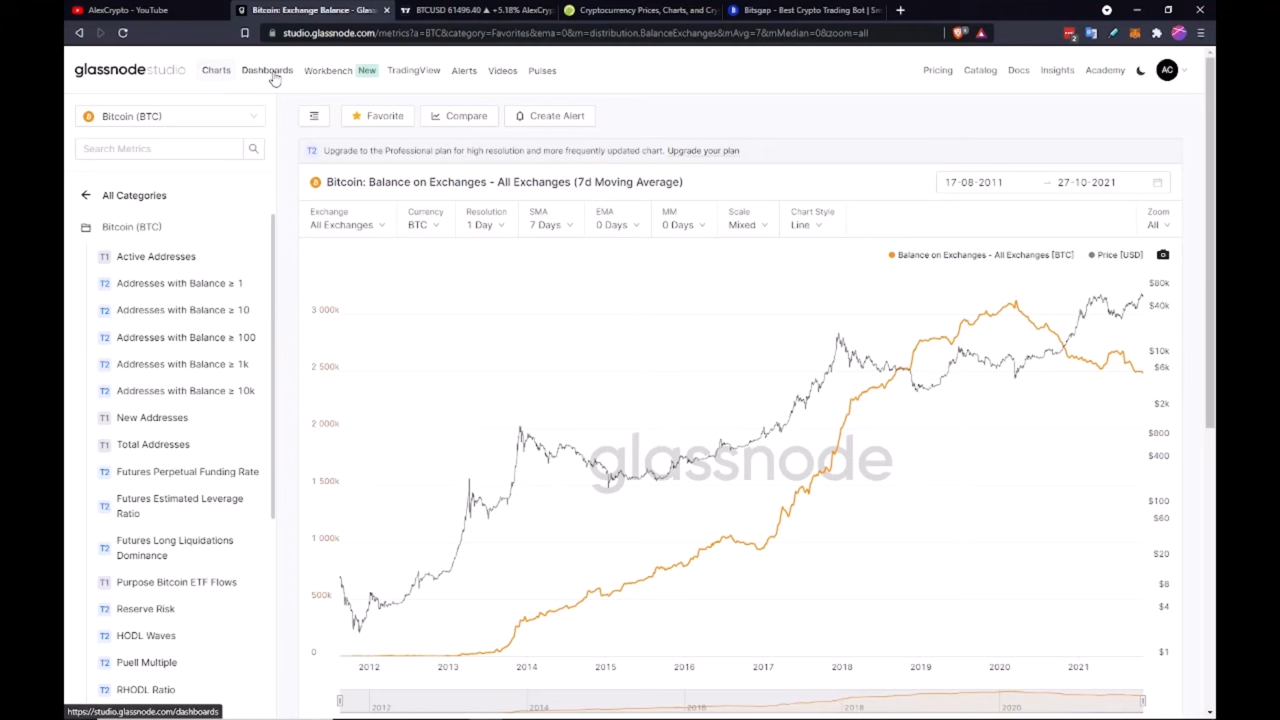 AlexCrypto - YouTube
Bitcoin: Exchange Balance - Glass
BTCUSD 61496.40 ▲ +5.18% AlexCryp
Cryptocurrency Prices, Charts, and Cry
Bitsgap - Best Crypto Trading Bot | Sm
studio.glassnode.com/metrics?a=BTC&category=Favorites&ema=0&m=distribution.BalanceExchanges&mAvg=7&mMedian=0&zoom=all
glassnode studio
Charts
Dashboards
Workbench New
TradingView
Alerts
Videos
Pulses
Pricing
Catalog
Docs
Insights
Academy
AC
Bitcoin (BTC)
Search Metrics
All Categories
Bitcoin (BTC)
T1 Active Addresses
T2 Addresses with Balance ≥ 1
T2 Addresses with Balance ≥ 10
T2 Addresses with Balance ≥ 100
T2 Addresses with Balance ≥ 1k
T2 Addresses with Balance ≥ 10k
T1 New Addresses
T1 Total Addresses
T2 Futures Perpetual Funding Rate
T2 Futures Estimated Leverage
Ratio
T2 Futures Long Liquidations
Dominance
T1 Purpose Bitcoin ETF Flows
T2 Reserve Risk
T2 HODL Waves
T2 Puell Multiple
T2 RHODL Ratio
https://studio.glassnode.com/dashboards
Favorite
Compare
Create Alert
T2 Upgrade to the Professional plan for high resolution and more frequently updated chart. Upgrade your plan
Bitcoin: Balance on Exchanges - All Exchanges (7d Moving Average)
17-08-2011 → 27-10-2021
Exchange
All Exchanges
Currency
BTC
Resolution
1 Day
SMA
7 Days
EMA
0 Days
MM
0 Days
Scale
Mixed
Chart Style
Line
Zoom
All
Balance on Exchanges - All Exchanges [BTC]
Price [USD]
3 000k
2 500k
2 000k
1 500k
1 000k
500k
0
glassnode
$80k
$40k
$10k
$6k
$2k
$800
$400
$100
$60
$20
$8
$4
$1
2012 2013 2014 2015 2016 2017 2018 2019 2020 2021
2012 2014 2016 2018 2020